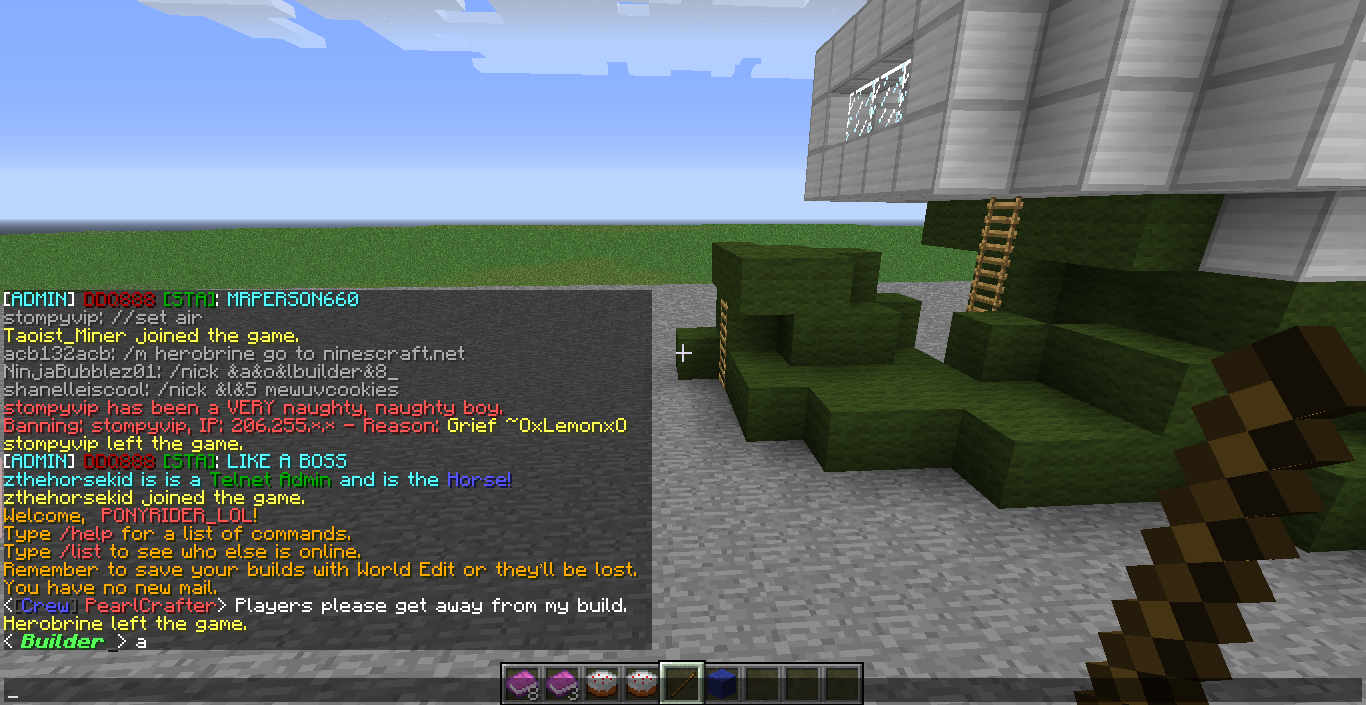 [ADMIN] DDO888 [STA]: MRPERSON660
stompyvip: //set air
Taoist_Miner joined the game.
acb132acb: /m herobrine go to ninescraft.net
NinjaBubblez01: /nick &a&o&lbuilder&8_
shanelleiscool: /nick &l&5 mewuvcookies
stompyvip has been a VERY naughty, naughty boy.
Banning: stompyvip, IP: 206.255.*.* - Reason: Grief ~0xLemonx0
stompyvip left the game.
[ADMIN] DDO888 [STA]: LIKE A BOSS
zthehorsekid is is a Telnet Admin and is the Horse!
zthehorsekid joined the game.
Welcome, PONYRIDER_LOL!
Type /help for a list of commands.
Type /list to see who else is online.
Remember to save your builds with World Edit or they'll be lost.
You have no new mail.
<[Crew] PearlCrafter> Players please get away from my build.
Herobrine left the game.
< Builder _> a
_
8 3